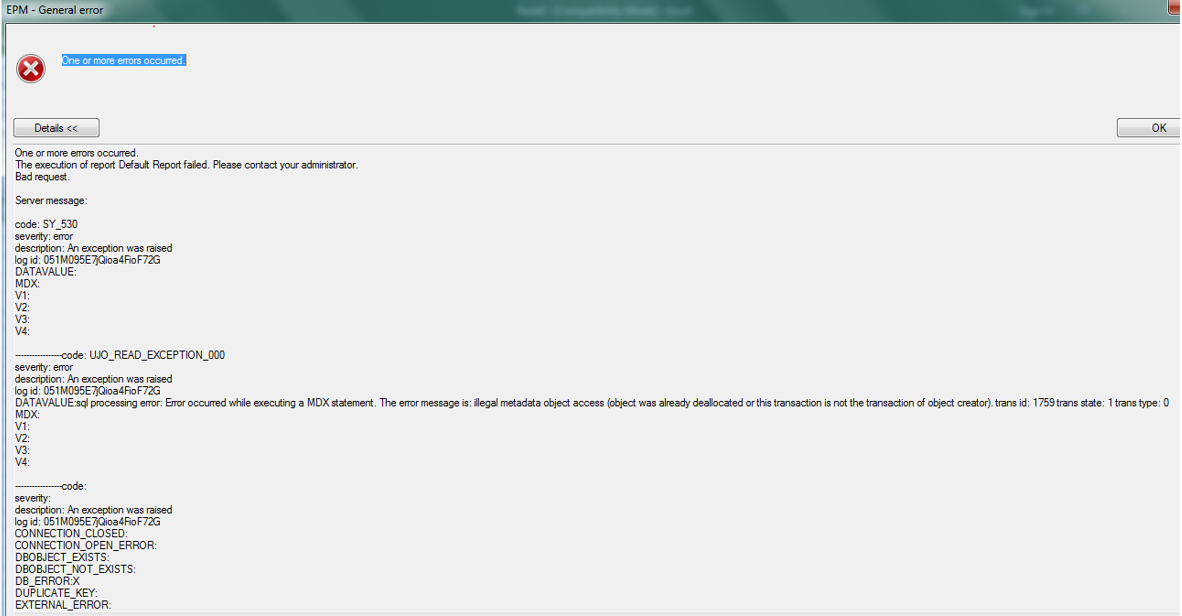 EPM - General error
One or more errors occurred.
Details <<
OK
One or more errors occurred.
The execution of report Default Report failed. Please contact your administrator.
Bad request.
Server message:
code: SY_530
severity: error
description: An exception was raised
log id: 051M095E7jQioa4FioF72G
DATAVALUE:
MDX:
V1:
V2:
V3:
V4:
-----------------code: UJO_READ_EXCEPTION_000
severity: error
description: An exception was raised
log id: 051M095E7jQioa4FioF72G
DATAVALUE:sql processing error: Error occurred while executing a MDX statement. The error message is: illegal metadata object access (object was already deallocated or this transaction is not the transaction of object creator). trans id: 1759 trans state: 1 trans type: 0
MDX:
V1:
V2:
V3:
V4:
-----------------code:
severity:
description: An exception was raised
log id: 051M095E7jQioa4FioF72G
CONNECTION_CLOSED:
CONNECTION_OPEN_ERROR:
DBOBJECT_EXISTS:
DBOBJECT_NOT_EXISTS:
DB_ERROR:X
DUPLICATE_KEY:
EXTERNAL_ERROR: